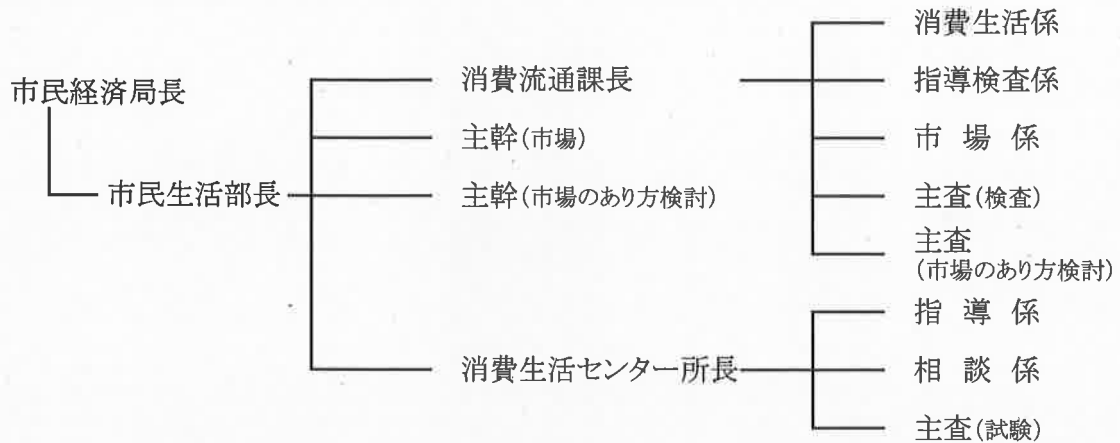 市民経済局長
市民生活部長
消費流通課長
主幹(市場)
主幹(市場のあり方検討)
消費生活センター所長
消費生活係
指導検査係
市 場 係
主査(検査)
主査
(市場のあり方検討)
指 導 係
相 談 係
主査(試験)